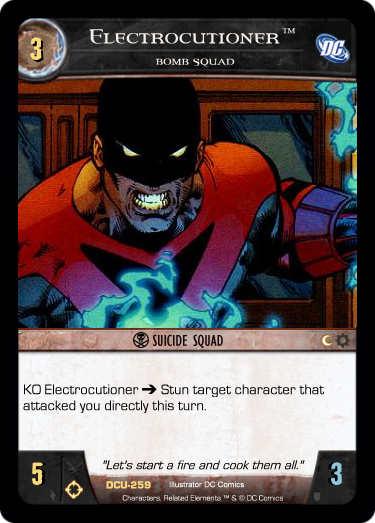 3
ELECTROCUTIONER™
BOMB SQUAD
DC
SUICIDE SQUAD
KO Electrocutioner ➔ Stun target character that
attacked you directly this turn.
"Let's start a fire and cook them all."
5
DCU-259 Illustrator DC Comics
3
Characters, Related Elements ™ & © DC Comics